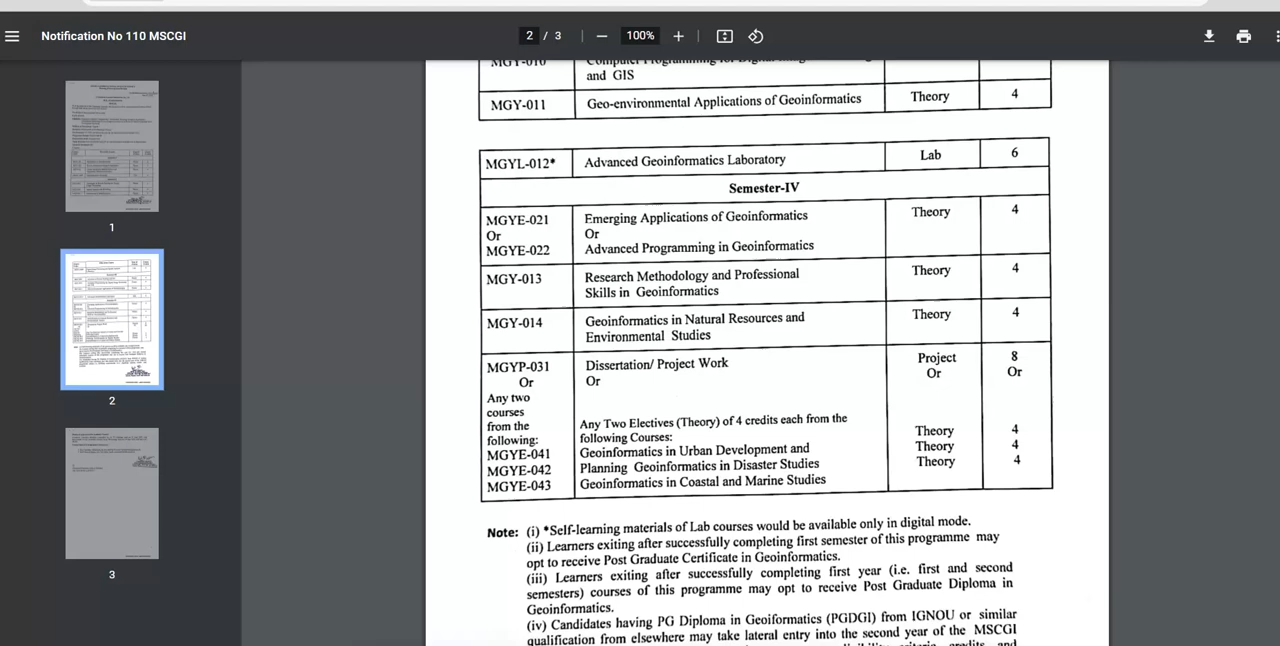 Notification No 110 MSCGI
2 / 3
100%
MGY-010 Computer Programming for
and GIS
MGY-011 Geo-environmental Applications of Geoinformatics Theory 4
MGYL-012* Advanced Geoinformatics Laboratory Lab 6
Semester-IV
MGYE-021 Emerging Applications of Geoinformatics Theory 4
Or Or
MGYE-022 Advanced Programming in Geoinformatics
MGY-013 Research Methodology and Professional Theory 4
Skills in Geoinformatics
MGY-014 Geoinformatics in Natural Resources and Theory 4
Environmental Studies
MGYP-031 Dissertation/ Project Work Project 8
Or Or Or Or
Any two
courses
from the Any Two Electives (Theory) of 4 credits each from the
following: following Courses: Theory 4
MGYE-041 Geoinformatics in Urban Development and Theory 4
MGYE-042 Planning Geoinformatics in Disaster Studies Theory 4
MGYE-043 Geoinformatics in Coastal and Marine Studies
Note: (i) *Self-learning materials of Lab courses would be available only in digital mode.
(ii) Learners exiting after successfully completing first semester of this programme may
opt to receive Post Graduate Certificate in Geoinformatics.
(iii) Learners exiting after successfully completing first year (i.e. first and second
semesters) courses of this programme may opt to receive Post Graduate Diploma in
Geoinformatics.
(iv) Candidates having PG Diploma in Geoiformatics (PGDGI) from IGNOU or similar
qualification from elsewhere may take lateral entry into the second year of the MSCGI
1
2
3